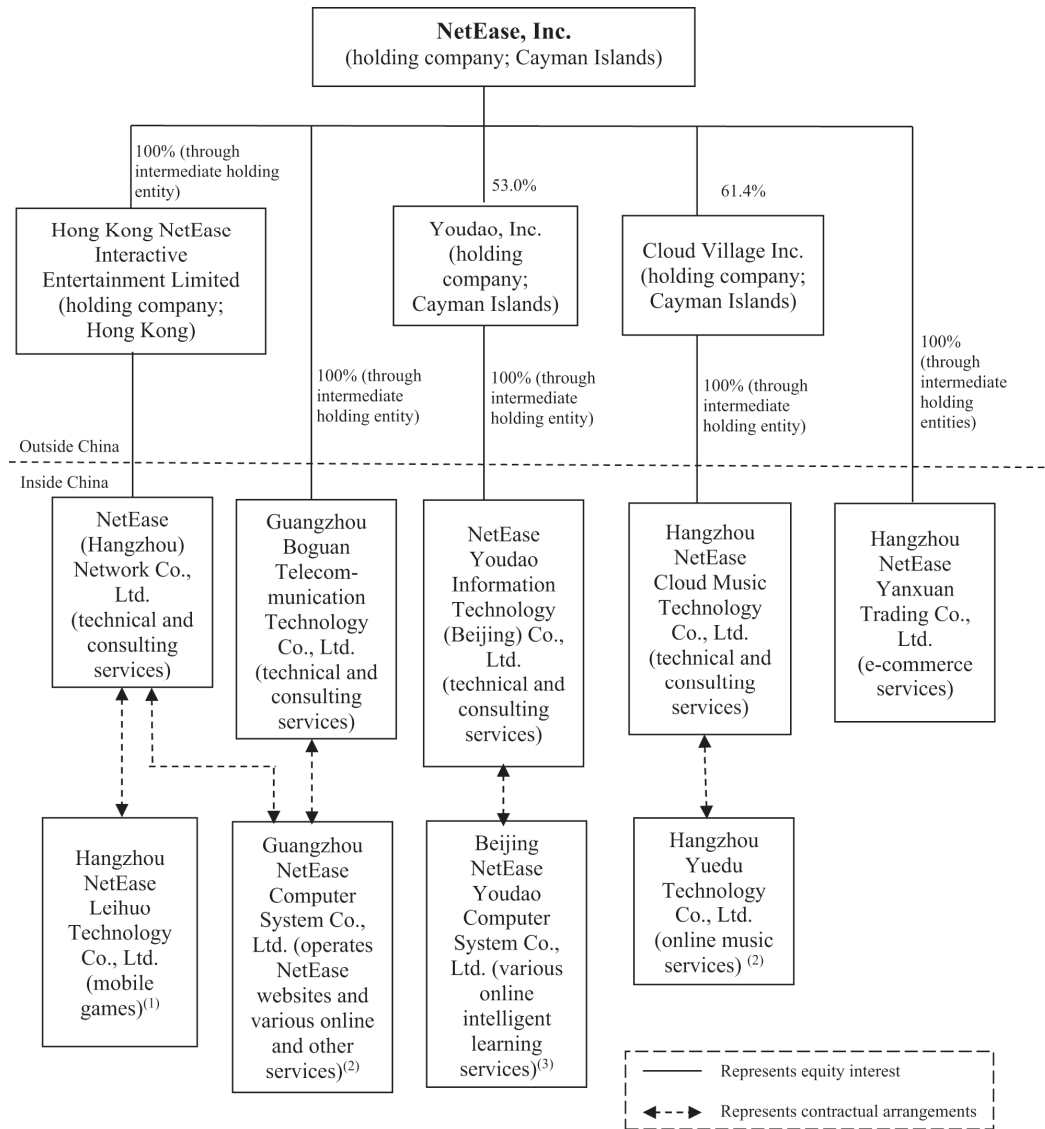 NetEase, Inc.
(holding company; Cayman Islands)
100% (through
intermediate holding
entity)
53.0%
61.4%
Hong Kong NetEase
Interactive
Entertainment Limited
(holding company;
Hong Kong)
Youdao, Inc.
(holding
company;
Cayman Islands)
Cloud Village Inc.
(holding company;
Cayman Islands)
100% (through
intermediate
holding entity)
100% (through
intermediate
holding entity)
100% (through
intermediate
holding entity)
100%
(through
intermediate
holding
entities)
Outside China
Inside China
NetEase
(Hangzhou)
Network Co.,
Ltd.
(technical and
consulting
services)
Guangzhou
Boguan
Telecom-
munication
Technology
Co., Ltd.
(technical and
consulting
services)
NetEase
Youdao
Information
Technology
(Beijing) Co.,
Ltd.
(technical and
consulting
services)
Hangzhou
NetEase
Cloud Music
Technology
Co., Ltd.
(technical and
consulting
services)
Hangzhou
NetEase
Yanxuan
Trading Co.,
Ltd.
(e-commerce
services)
Hangzhou
NetEase
Leihuo
Technology
Co., Ltd.
(mobile
games)(1)
Guangzhou
NetEase
Computer
System Co.,
Ltd. (operates
NetEase
websites and
various online
and other
services)(2)
Beijing
NetEase
Youdao
Computer
System Co.,
Ltd. (various
online
intelligent
learning
services)(3)
Hangzhou
Yuedu
Technology
Co., Ltd.
(online music
services) (2)
Represents equity interest
Represents contractual arrangements